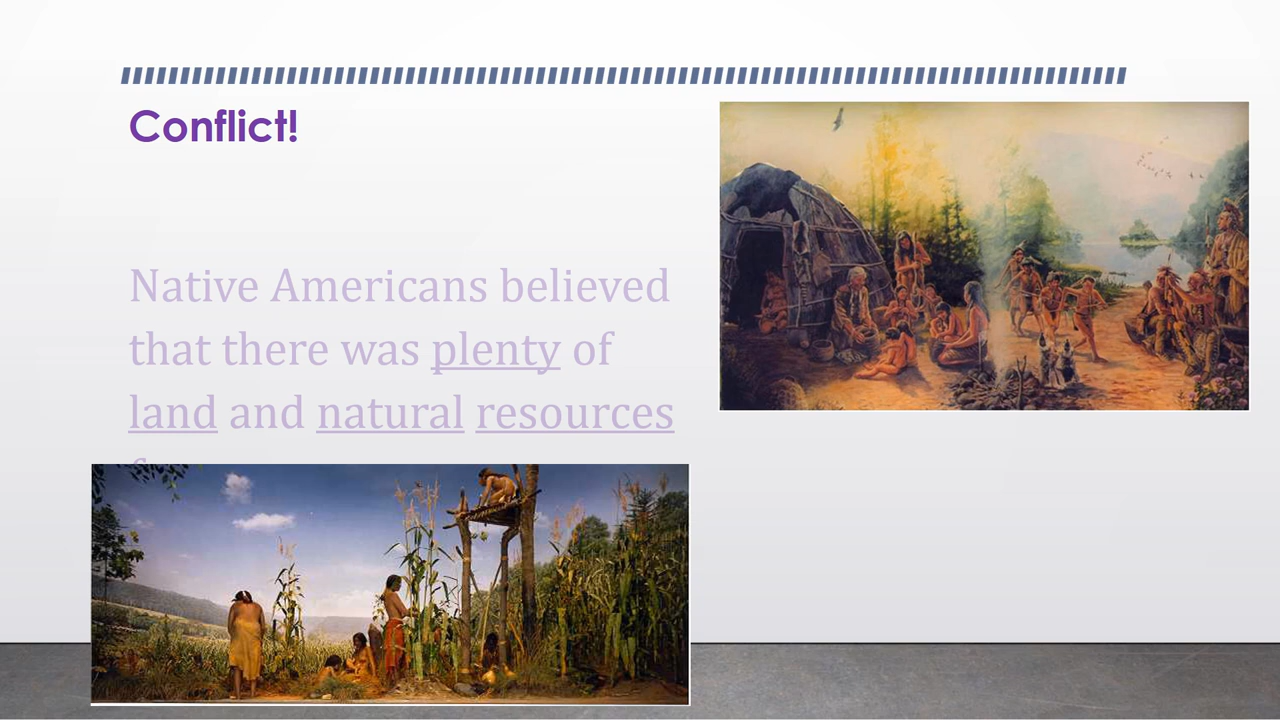 Conflict!
Native Americans believed
that there was plenty of
land and natural resources